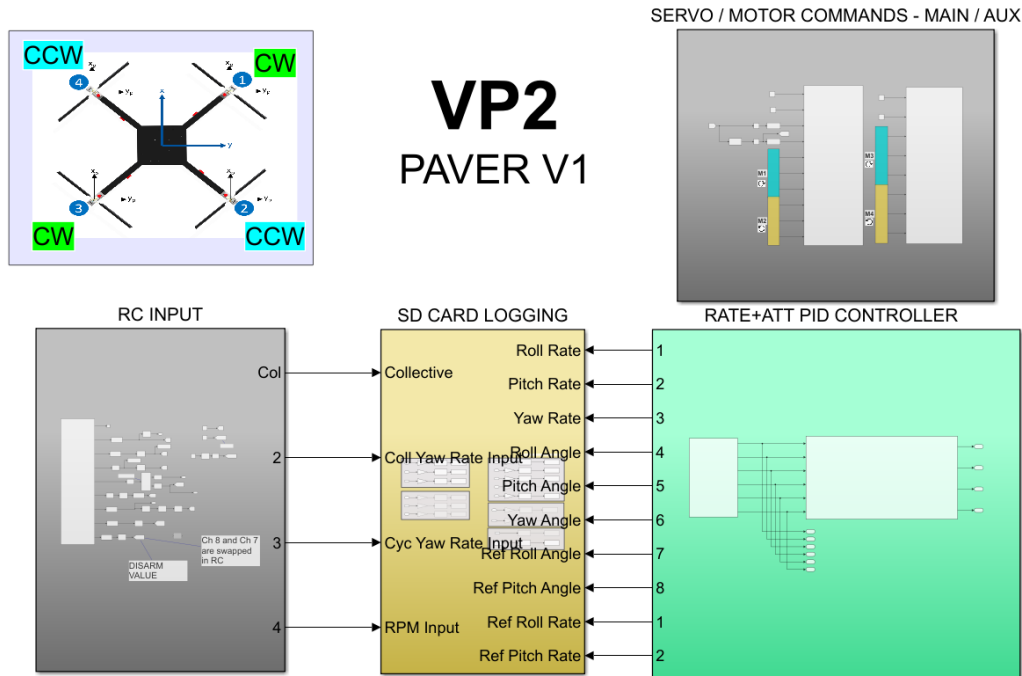 SERVO / MOTOR COMMANDS - MAIN / AUX
CCW
CW
4
1
x
y
3
2
CW
CCW
VP2
PAVER V1
M1
M2
M3
M4
RC INPUT
Col
2
3
4
Ch 8 and Ch 7
are swapped
in RC
DISARM
VALUE
SD CARD LOGGING
Collective
Coll Yaw Rate Input
Cyc Yaw Rate Input
RPM Input
Roll Rate
Pitch Rate
Yaw Rate
Roll Angle
Pitch Angle
Yaw Angle
Ref Roll Angle
Ref Pitch Angle
Ref Roll Rate
Ref Pitch Rate
RATE+ATT PID CONTROLLER
1
2
3
4
5
6
7
8
1
2